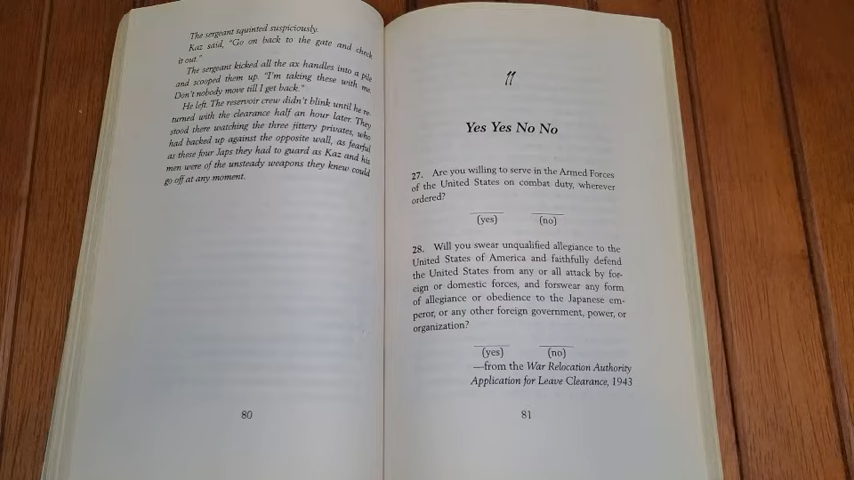 The sergeant squinted suspiciously.
Kaz said, "Go on back to the gate and check
it out."
The sergeant kicked all the ax handles into a pile
and scooped them up. "I'm taking these with me.
Don't nobody move till I get back."
He left. The reservoir crew didn't blink until he re-
turned with the clearance half an hour later. They
stood there watching the three jittery privates, who
had backed up against the opposite wall, as fearful
as these four Japs they had to guard as Kaz and his
men were of the unsteady weapons they knew could
go off at any moment.
80
11
Yes Yes No No
27. Are you willing to serve in the Armed Forces
of the United States on combat duty, wherever
ordered?
(yes) (no)
28. Will you swear unqualified allegiance to the
United States of America and faithfully defend
the United States from any or all attack by for-
eign or domestic forces, and forswear any form
of allegiance or obedience to the Japanese em-
peror, or any other foreign government, power, or
organization?
(yes) (no)
—from the War Relocation Authority
Application for Leave Clearance, 1943
81